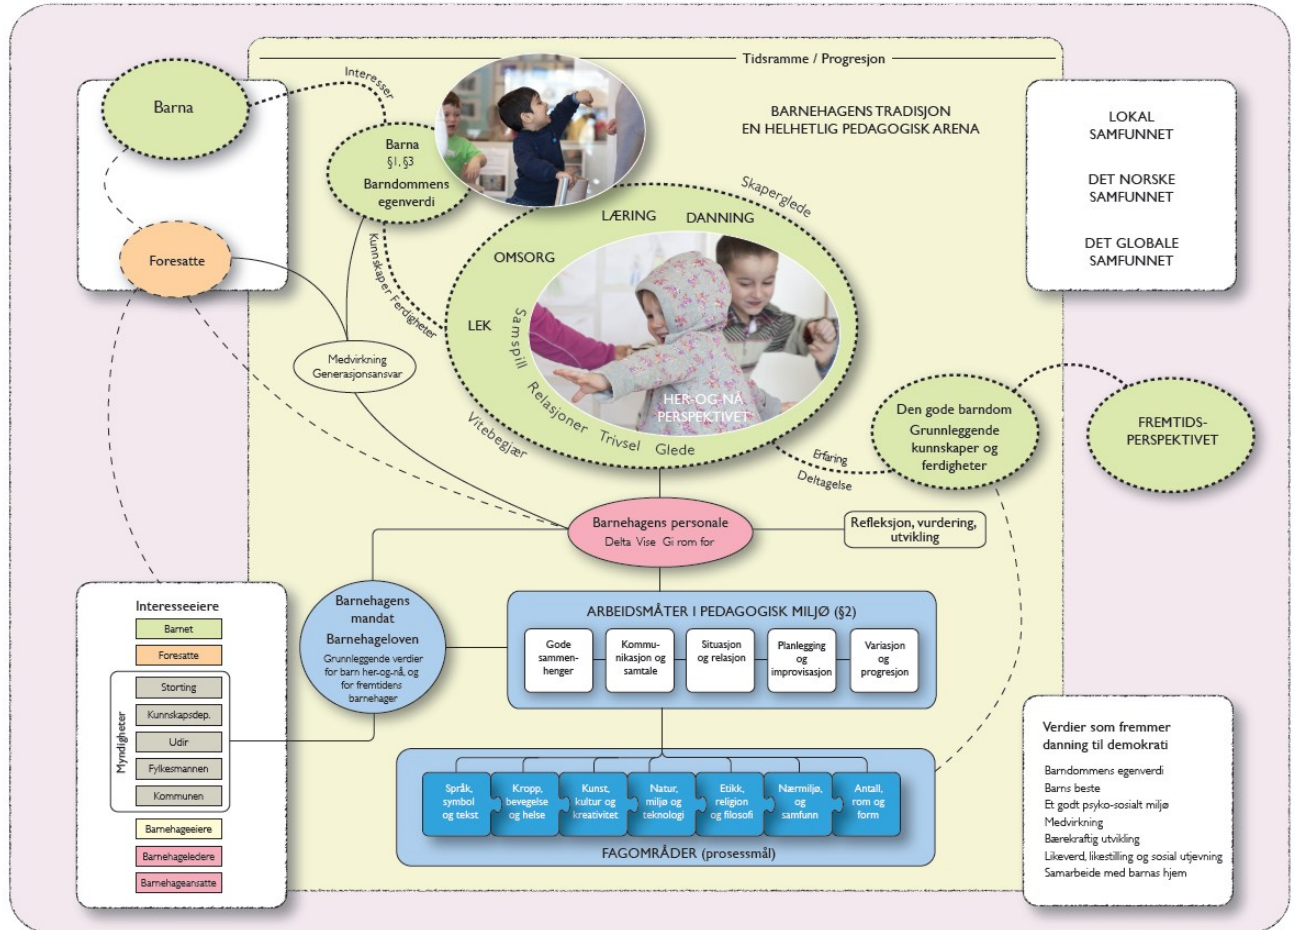 Tidsramme / Progresjon
BARNEHAGENS TRADISJON
EN HELHETLIG PEDAGOGISK ARENA
Barna
Interesser
Barna
§1, §3
Barndommens
egenverdi
Kunnskaper Ferdigheter
Foresatte
Medvirkning
Generasjonsansvar
LÆRING
DANNING
OMSORG
LEK
Skaperglede
Samspill
Relasjoner
Trivsel
Glede
Vitebegjær
HER-OG-NÅ
PERSPEKTIVET
LOKAL
SAMFUNNET
DET NORSKE
SAMFUNNET
DET GLOBALE
SAMFUNNET
Erfaring
Deltagelse
Den gode barndom
Grunnleggende
kunnskaper og
ferdigheter
FREMTIDS-
PERSPEKTIVET
Barnehagens personale
Delta Vise Gi rom for
Refleksjon, vurdering,
utvikling
Interesseeiere
Barnet
Foresatte
Myndigheter
Storting
Kunnskapsdep.
Udir
Fylkesmannen
Kommunen
Barnehageeiere
Barnehageledere
Barnehageansatte
Barnehagens
mandat
Barnehageloven
Grunnleggende verdier
for barn her-og-nå, og
for fremtidens
barnehager
ARBEIDSMÅTER I PEDAGOGISK MILJØ (§2)
Gode
sammen-
henger
Kommu-
nikasjon og
samtale
Situasjon
og relasjon
Planlegging
og
improvisasjon
Variasjon
og
progresjon
Språk,
symbol
og tekst
Kropp,
bevegelse
og helse
Kunst,
kultur og
kreativitet
Natur,
miljø og
teknologi
Etikk,
religion
og filosofi
Nærmiljø,
og
samfunn
Antall,
rom og
form
FAGOMRÅDER (prosessmål)
Verdier som fremmer
danning til demokrati
Barndommens egenverdi
Barns beste
Et godt psyko-sosialt miljø
Medvirkning
Bærekraftig utvikling
Likeverd, likestilling og sosial utjevning
Samarbeide med barnas hjem